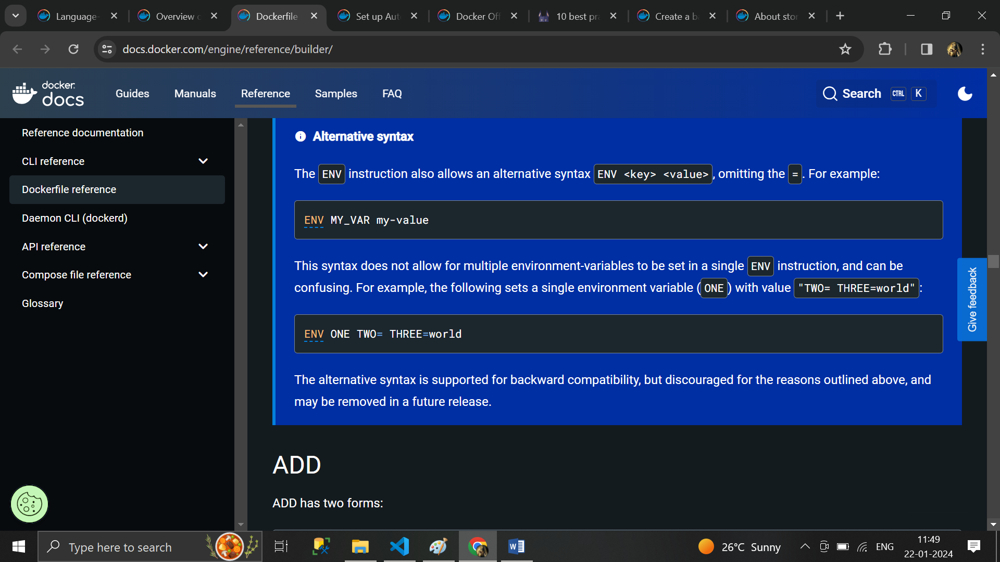 Language-
Overview c
Dockerfile
Set up Aut
Docker Off
10 best pra
Create a ba
About stor
docs.docker.com/engine/reference/builder/
docker
docs
Guides
Manuals
Reference
Samples
FAQ
Search
CTRL
K
Reference documentation
CLI reference
Dockerfile reference
Daemon CLI (dockerd)
API reference
Compose file reference
Glossary
Alternative syntax
The ENV instruction also allows an alternative syntax ENV <key> <value>, omitting the =. For example:
ENV MY_VAR my-value
This syntax does not allow for multiple environment-variables to be set in a single ENV instruction, and can be
confusing. For example, the following sets a single environment variable (ONE) with value "TWO= THREE=world":
ENV ONE TWO= THREE=world
The alternative syntax is supported for backward compatibility, but discouraged for the reasons outlined above, and
may be removed in a future release.
Give feedback
ADD
ADD has two forms:
Type here to search
26°C Sunny
ENG
11:49
22-01-2024